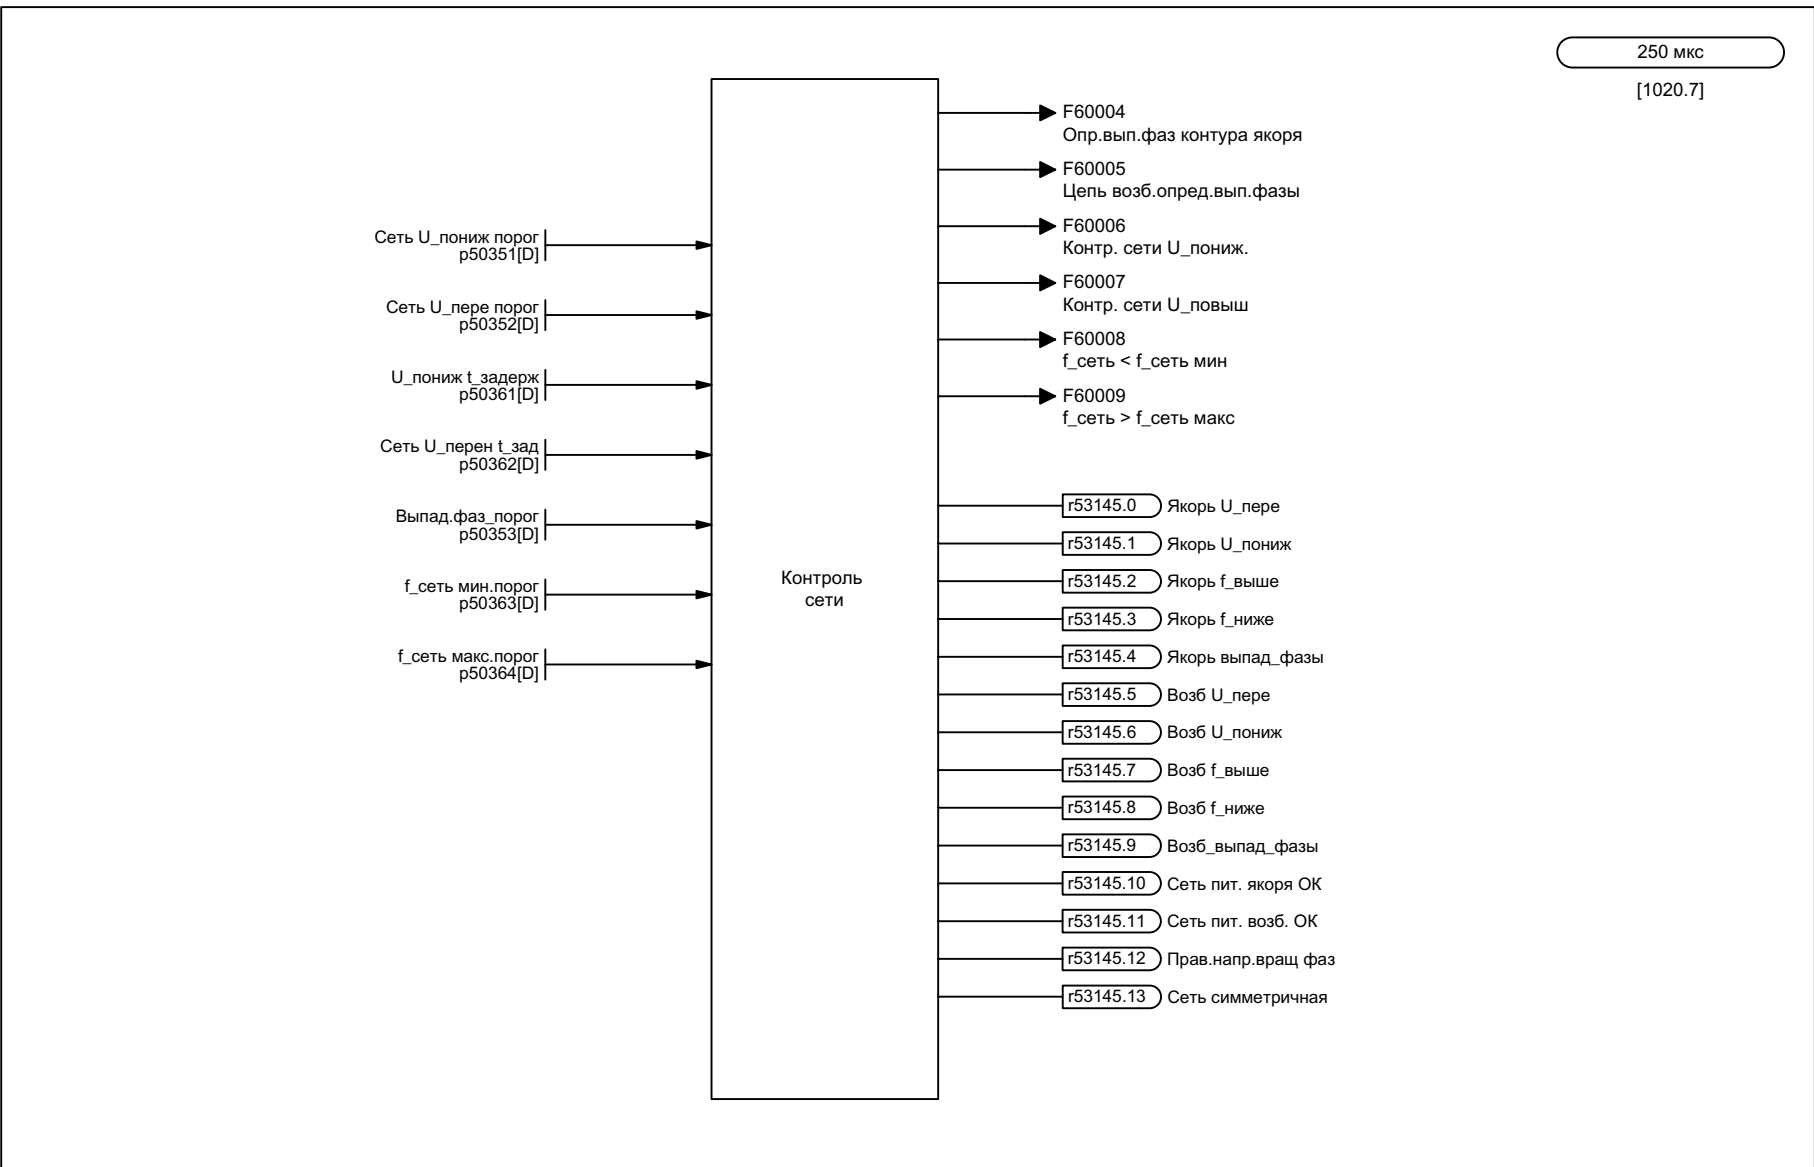 250 мкс
[1020.7]
Сеть U_пониж порог
p50351[D]
Сеть U_пере порог
p50352[D]
U_пониж t_задерж
p50361[D]
Сеть U_перен t_зад
p50362[D]
Выпад.фаз_порог
p50353[D]
f_сеть мин.порог
p50363[D]
f_сеть макс.порог
p50364[D]
Контроль
сети
F60004
Опр.вып.фаз контура якоря
F60005
Цепь возб.опред.вып.фазы
F60006
Контр. сети U_пониж.
F60007
Контр. сети U_повыш
F60008
f_сеть < f_сеть мин
F60009
f_сеть > f_сеть макс
r53145.0 Якорь U_пере
r53145.1 Якорь U_пониж
r53145.2 Якорь f_выше
r53145.3 Якорь f_ниже
r53145.4 Якорь выпад_фазы
r53145.5 Возб U_пере
r53145.6 Возб U_пониж
r53145.7 Возб f_выше
r53145.8 Возб f_ниже
r53145.9 Возб_выпад_фазы
r53145.10 Сеть пит. якоря ОК
r53145.11 Сеть пит. возб. ОК
r53145.12 Прав.напр.вращ фаз
r53145.13 Сеть симметричная